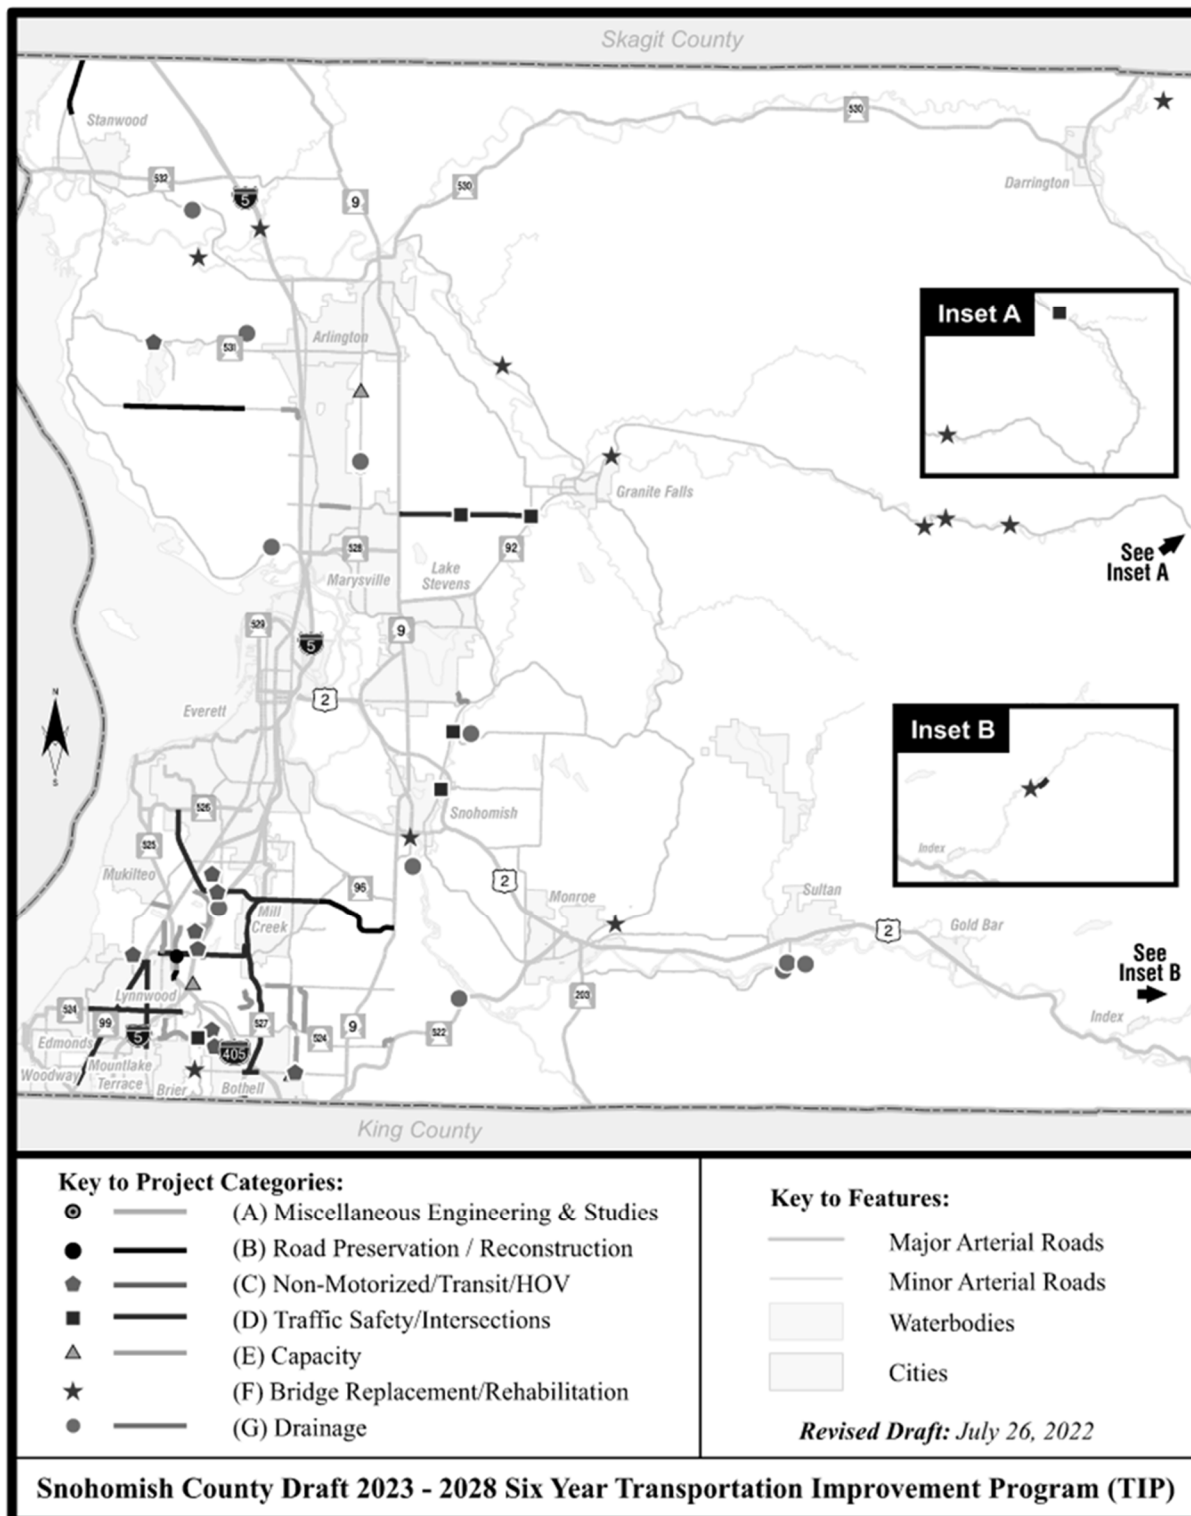 Skagit County
Stanwood
530
532
5
9
530
Darrington
Inset A
Arlington
531
Granite Falls
See
Inset A
528
92
Marysville
Lake
Stevens
529
9
5
2
Everett
Inset B
N
S
526
Snohomish
525
Index
Mukilteo
96
2
Monroe
Sultan
Mill
Creek
2
Gold Bar
See
Inset B
Lynnwood
524
99
5
527
524
9
522
203
Index
Edmonds
405
Woodway
Mountlake
Terrace
Brier
Bothell
King County
Key to Project Categories:
(A) Miscellaneous Engineering & Studies
(B) Road Preservation / Reconstruction
(C) Non-Motorized/Transit/HOV
(D) Traffic Safety/Intersections
(E) Capacity
(F) Bridge Replacement/Rehabilitation
(G) Drainage
Key to Features:
Major Arterial Roads
Minor Arterial Roads
Waterbodies
Cities
Revised Draft: July 26, 2022
Snohomish County Draft 2023 - 2028 Six Year Transportation Improvement Program (TIP)